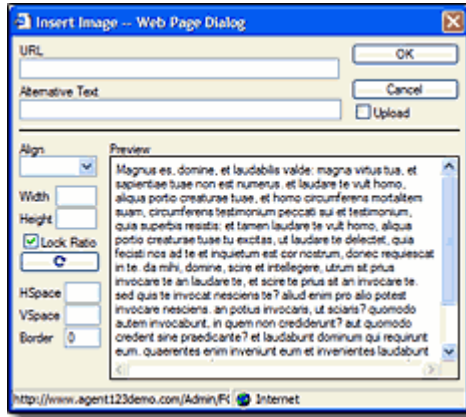 Insert Image -- Web Page Dialog
URL
OK
Alternative Text
Cancel
Upload
Align
Preview
Width
Height
Lock Ratio
HSpace
VSpace
Border 0
Magnus es, domine, et laudabilis valde: magna virtus tua, et
sapientiae tuae non est numerus. et laudare te vult homo,
aliqua portio creaturae tuae, et homo circumferens mortalitem
suam, circumferens testimonium peccati sui et testimonium,
quia superbis resistis: et tamen laudare te vult homo, aliqua
portio creaturae tuae tu excitas, ut laudare te delectet, quia
fecisti nos ad te et inquietum est cor nostrum, donec requiescat
in te. da mihi, domine, scire et intellegere, utrum sit prius
invocare te an laudare te, et scire te prius sit an invocare te.
sed quis te invocat nesciens te? aliud enim pro alio potest
invocare nesciens. an potius invocaris, ut sciaris? quomodo
autem invocabunt, in quem non crediderunt? aut quomodo
credent sine praedicante? et laudabunt dominum qui requirunt
eum. quaerentes enim inveniunt eum et invenientes laudabunt
http://www.agent123demo.com/Admin/F( Internet